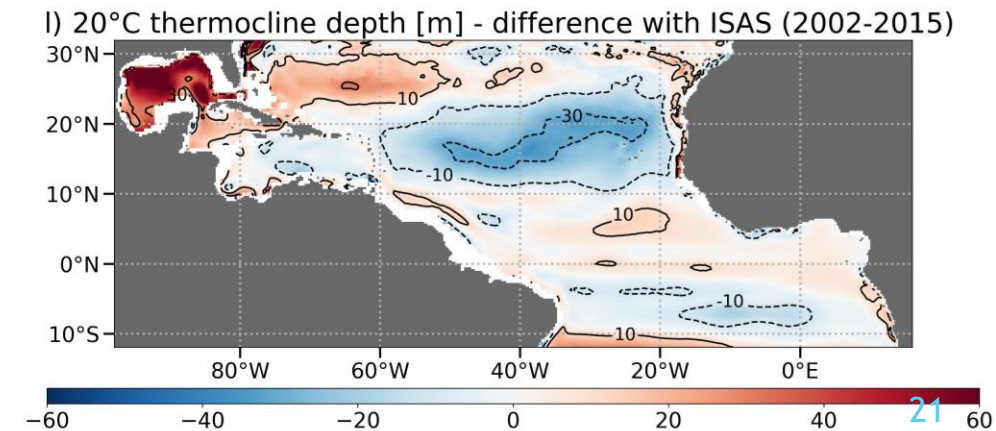 l) 20°C thermocline depth [m] - difference with ISAS (2002-2015)
30°N
30
10
20°N
-30
-10
10°N
10
0°N
-10
10°S
10
80°W 60°W 40°W 20°W 0°E
−60 −40 −20 0 20 40 60
21